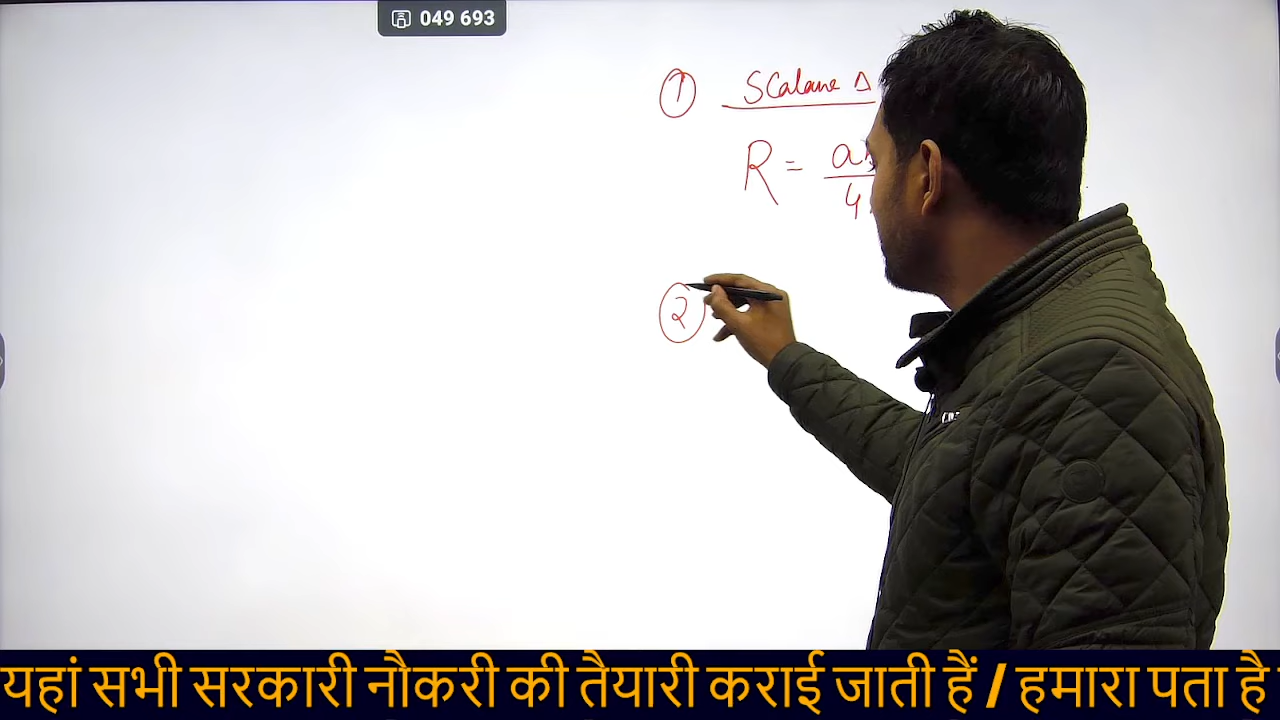 049 693
① Scalane Δ
R = a
4
②
यहां सभी सरकारी नौकरी की तैयारी कराई जाती हैं / हमारा पता है